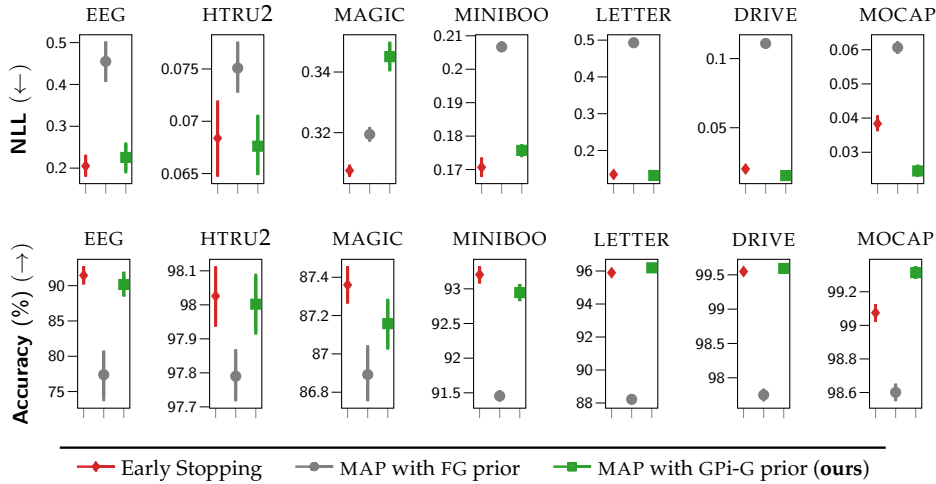 EEG HTRU2 MAGIC MINIBOO LETTER DRIVE MOCAP
NLL (←)
0.5 0.4 0.3 0.2
0.075 0.07 0.065
0.34 0.32
0.21 0.2 0.19 0.18 0.17
0.5 0.4 0.3 0.2
0.1 0.05
0.06 0.05 0.04 0.03
EEG HTRU2 MAGIC MINIBOO LETTER DRIVE MOCAP
Accuracy (%) (→)
90 85 80 75
98.1 98 97.9 97.8 97.7
87.4 87.2 87 86.8
93 92.5 92 91.5
96 94 92 90 88
99.5 99 98.5 98
99.2 99 98.8 98.6
Early Stopping MAP with FG prior MAP with GPi-G prior (ours)